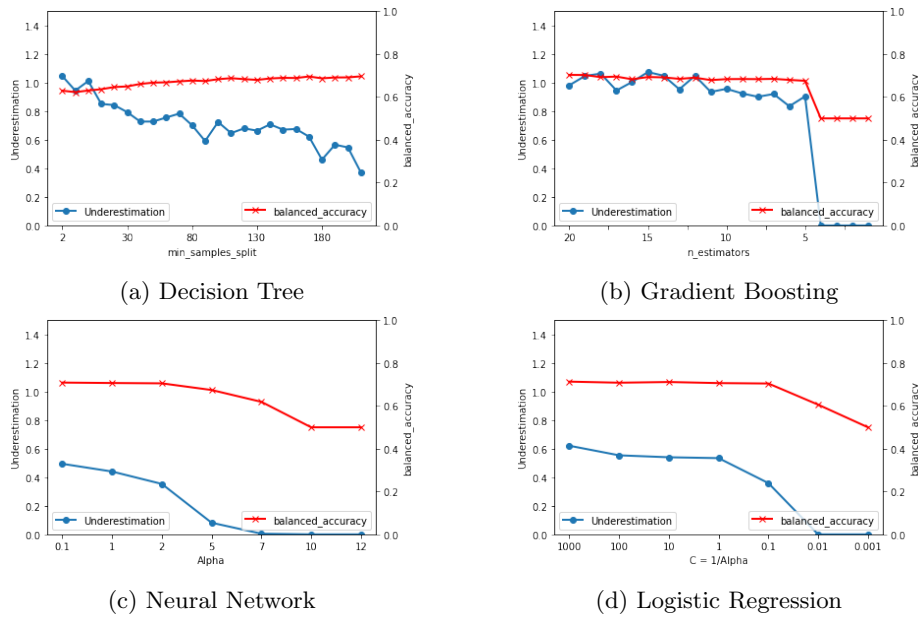 1.4
1.2
1.0
0.8
0.6
0.4
0.2
0.0
Underestimation
1.0
0.8
0.6
0.4
0.2
0.0
balanced_accuracy
Underestimation
balanced_accuracy
2 30 80 130 180
min_samples_split
(a) Decision Tree
1.4
1.2
1.0
0.8
0.6
0.4
0.2
0.0
Underestimation
1.0
0.8
0.6
0.4
0.2
0.0
balanced_accuracy
Underestimation
balanced_accuracy
20 15 10 5
n_estimators
(b) Gradient Boosting
1.4
1.2
1.0
0.8
0.6
0.4
0.2
0.0
Underestimation
1.0
0.8
0.6
0.4
0.2
0.0
balanced_accuracy
Underestimation
balanced_accuracy
0.1 1 2 5 7 10 12
Alpha
(c) Neural Network
1.4
1.2
1.0
0.8
0.6
0.4
0.2
0.0
Underestimation
1.0
0.8
0.6
0.4
0.2
0.0
balanced_accuracy
Underestimation
balanced_accuracy
1000 100 10 1 0.1 0.01 0.001
C = 1/Alpha
(d) Logistic Regression